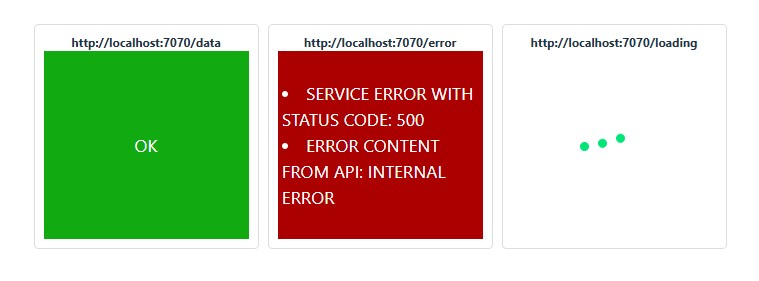 http://localhost:7070/data
OK
http://localhost:7070/error
• SERVICE ERROR WITH
STATUS CODE: 500
• ERROR CONTENT
FROM API: INTERNAL
ERROR
http://localhost:7070/loading